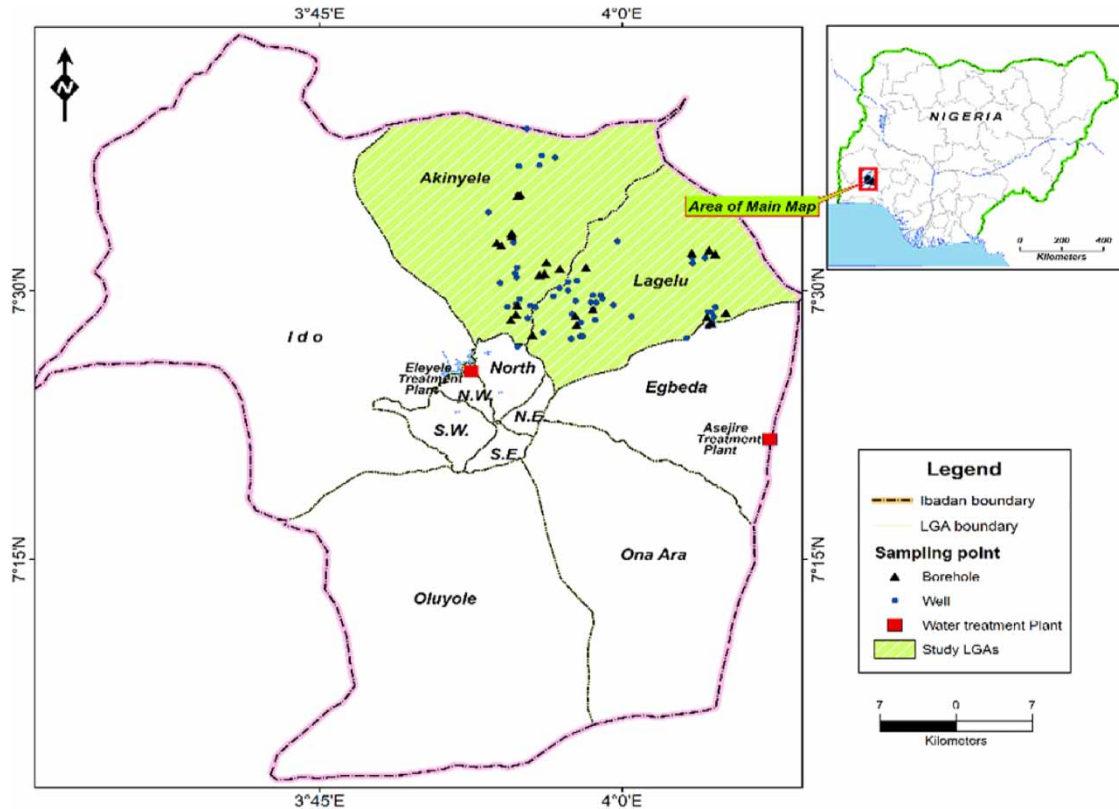 3°45'E
4°0'E
N
NIGERIA
Akinyele
Area of Main Map
0 200 400
Kilometers
Lagelu
7°30'N
7°30'N
Ido
North
Eleyele
Treatment
Plant
N.W.
Egbeda
N.E.
S.W.
S.E.
Asejire
Treatment
Plant
Legend
Ibadan boundary
LGA boundary
Sampling point
Borehole
Well
Water treatment Plant
Study LGAs
Ona Ara
7°15'N
7°15'N
Oluyole
7 0 7
Kilometers
3°45'E
4°0'E